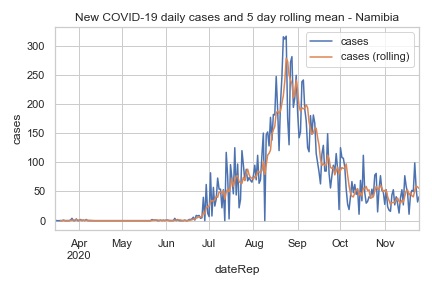 New COVID-19 daily cases and 5 day rolling mean - Namibia
cases
cases (rolling)
300
250
200
150
100
50
0
cases
Apr
2020
May
Jun
Jul
Aug
Sep
Oct
Nov
dateRep